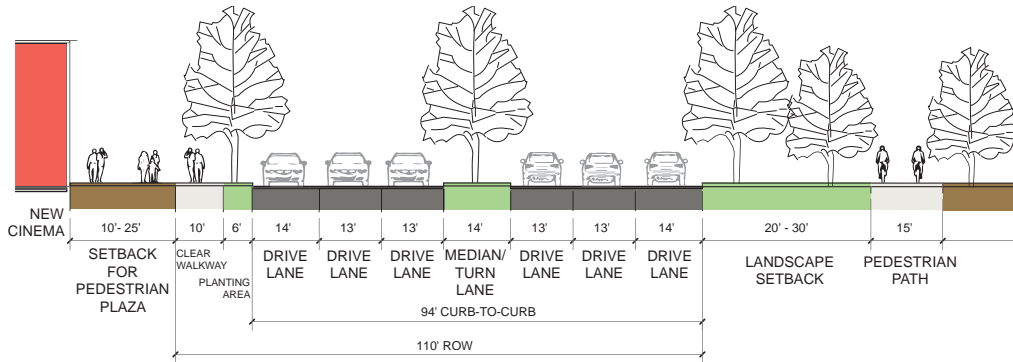 NEW
CINEMA
10'- 25'
10'
6'
14'
13'
13'
14'
13'
13'
14'
20' - 30'
15'
SETBACK
FOR
PEDESTRIAN
PLAZA
CLEAR
WALKWAY
PLANTING
AREA
DRIVE
LANE
DRIVE
LANE
DRIVE
LANE
MEDIAN/
TURN
LANE
DRIVE
LANE
DRIVE
LANE
DRIVE
LANE
LANDSCAPE
SETBACK
PEDESTRIAN
PATH
94' CURB-TO-CURB
110' ROW